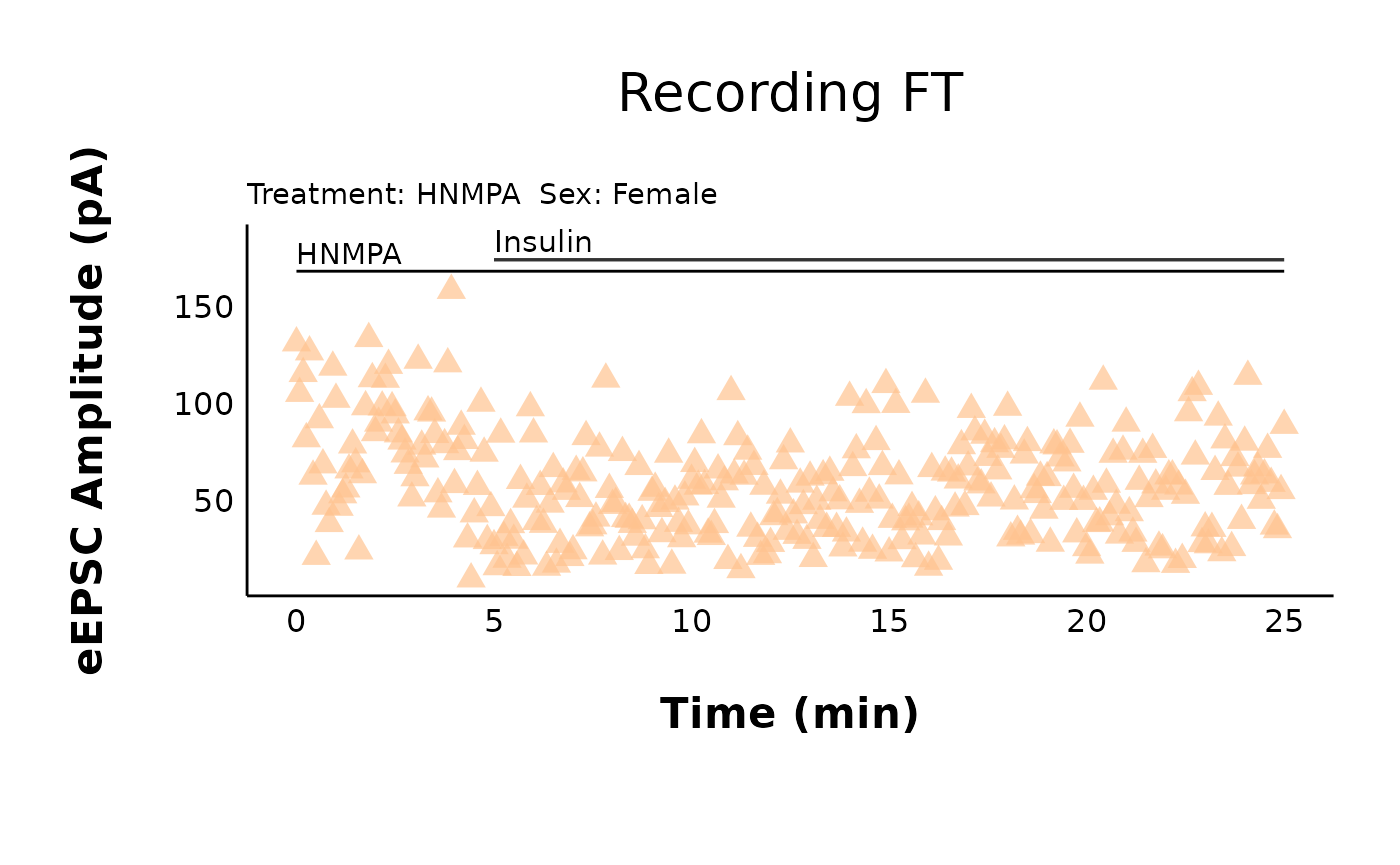 Recording FT
Treatment: HNMPA  Sex: Female
Insulin
HNMPA
eEPSC Amplitude (pA)
150
100
50
0 5 10 15 20 25
Time (min)